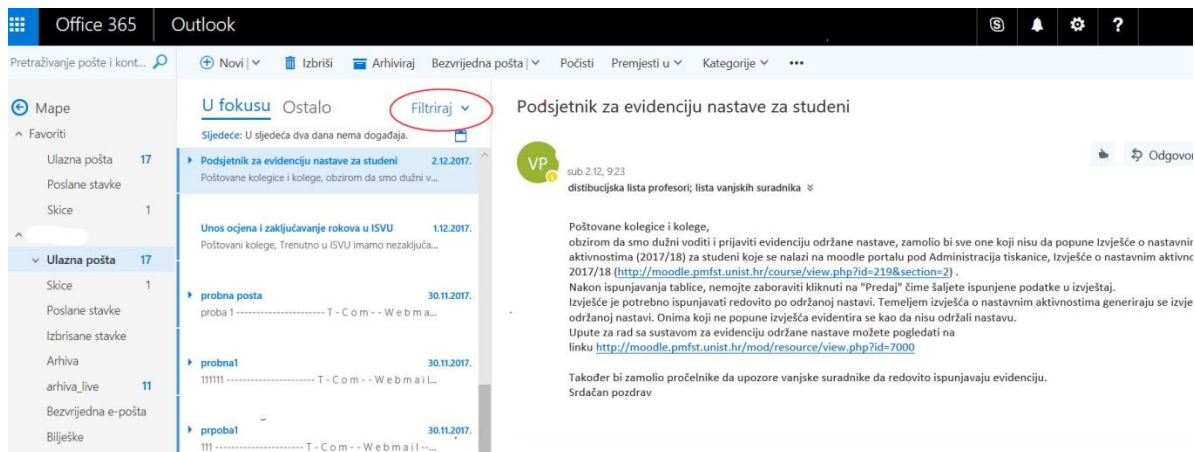 Office 365 Outlook
Pretraživanje pošte i kont...
Novi Izbriši Arhiviraj Bezvrijedna pošta Počisti Premjesti u Kategorije •••
Mape
Favoriti
Ulazna pošta 17
Poslane stavke
Skice 1
Ulazna pošta 17
Skice 1
Poslane stavke
Izbrisane stavke
Arhiva
arhiva_live 11
Bezvrijedna e-pošta
Bilješke
U fokusu Ostalo Filtriraj
Sljedeće: U sljedeća dva dana nema događaja.
Podsjetnik za evidenciju nastave za studeni 2.12.2017.
Poštovane kolegice i kolege, obzirom da smo dužni v...
Unos ocjena i zaključavanje rokova u ISVU 1.12.2017.
Poštovani kolege, Trenutno u ISVU imamo nezaključa...
probna posta 30.11.2017.
proba 1 ----------------------- T - C o m - - W e b m a...
probna1 30.11.2017.
111111 ----------------------- T - C o m - - W e b m a i l...
prpoba1 30.11.2017.
111 ----------------------- T - C o m - - W e b m a i l --...
Podsjetnik za evidenciju nastave za studeni
VP
sub 2.12, 9:23
distibucijska lista profesori; lista vanjskih suradnika
Odgovor
Poštovane kolegice i kolege,
obzirom da smo dužni voditi i prijaviti evidenciju održane nastave, zamolio bi sve one koji nisu da popune Izvješće o nastavnim
aktivnostima (2017/18) za studeni koje se nalazi na moodle portalu pod Administracija tiskanice, Izvješće o nastavnim aktivno
2017/18 (http://moodle.pmfst.unist.hr/course/view.php?id=219&section=2) .
Nakon ispunjavanja tablice, nemojte zaboraviti kliknuti na "Predaj" čime šaljete ispunjene podatke u izvještaj.
Izvješće je potrebno ispunjavati redovito po održanoj nastavi. Temeljem izvješća o nastavnim aktivnostima generiraju se izvje
održanoj nastavi. Onima koji ne popune izvješća evidentira se kao da nisu održali nastavu.
Upute za rad sa sustavom za evidenciju održane nastave možete pogledati na
linku http://moodle.pmfst.unist.hr/mod/resource/view.php?id=7000
Također bi zamolio pročelnike da upozore vanjske suradnike da redovito ispunjavaju evidenciju.
Srdačan pozdrav